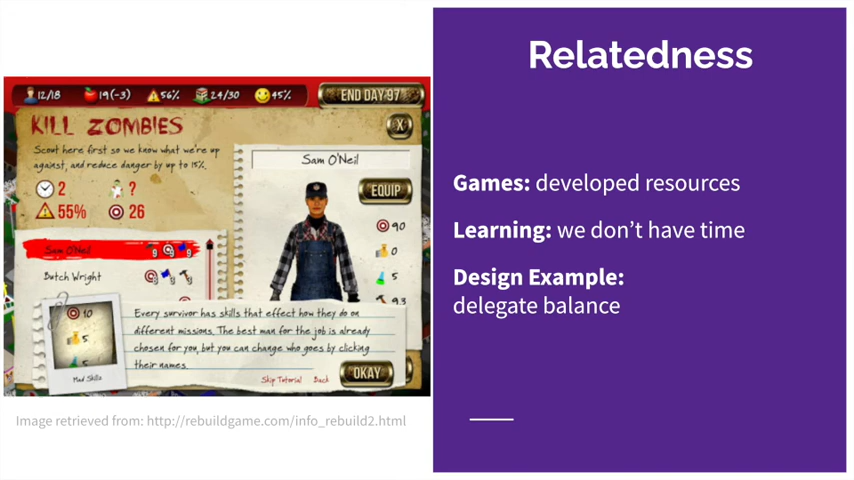 12/18 19(-3) 56% 24/30 45% END DAY 97
KILL ZOMBIES
X
Scout here first so we know what we're up
against, and reduce danger by up to 15%.
2 ?
55% 26
Sam O'Neil
EQUIP
90
0
5
93
Sam O'Neil 9 9 9
Butch Wright
10
5
5
Mad Skills
Every survivor has skills that effect how they do on
different missions. The best man for the job is already
chosen for you, but you can change who goes by clicking
their names.
Skip Tutorial Back OKAY
Image retrieved from: http://rebuildgame.com/info_rebuild2.html
Relatedness
Games: developed resources
Learning: we don't have time
Design Example:
delegate balance